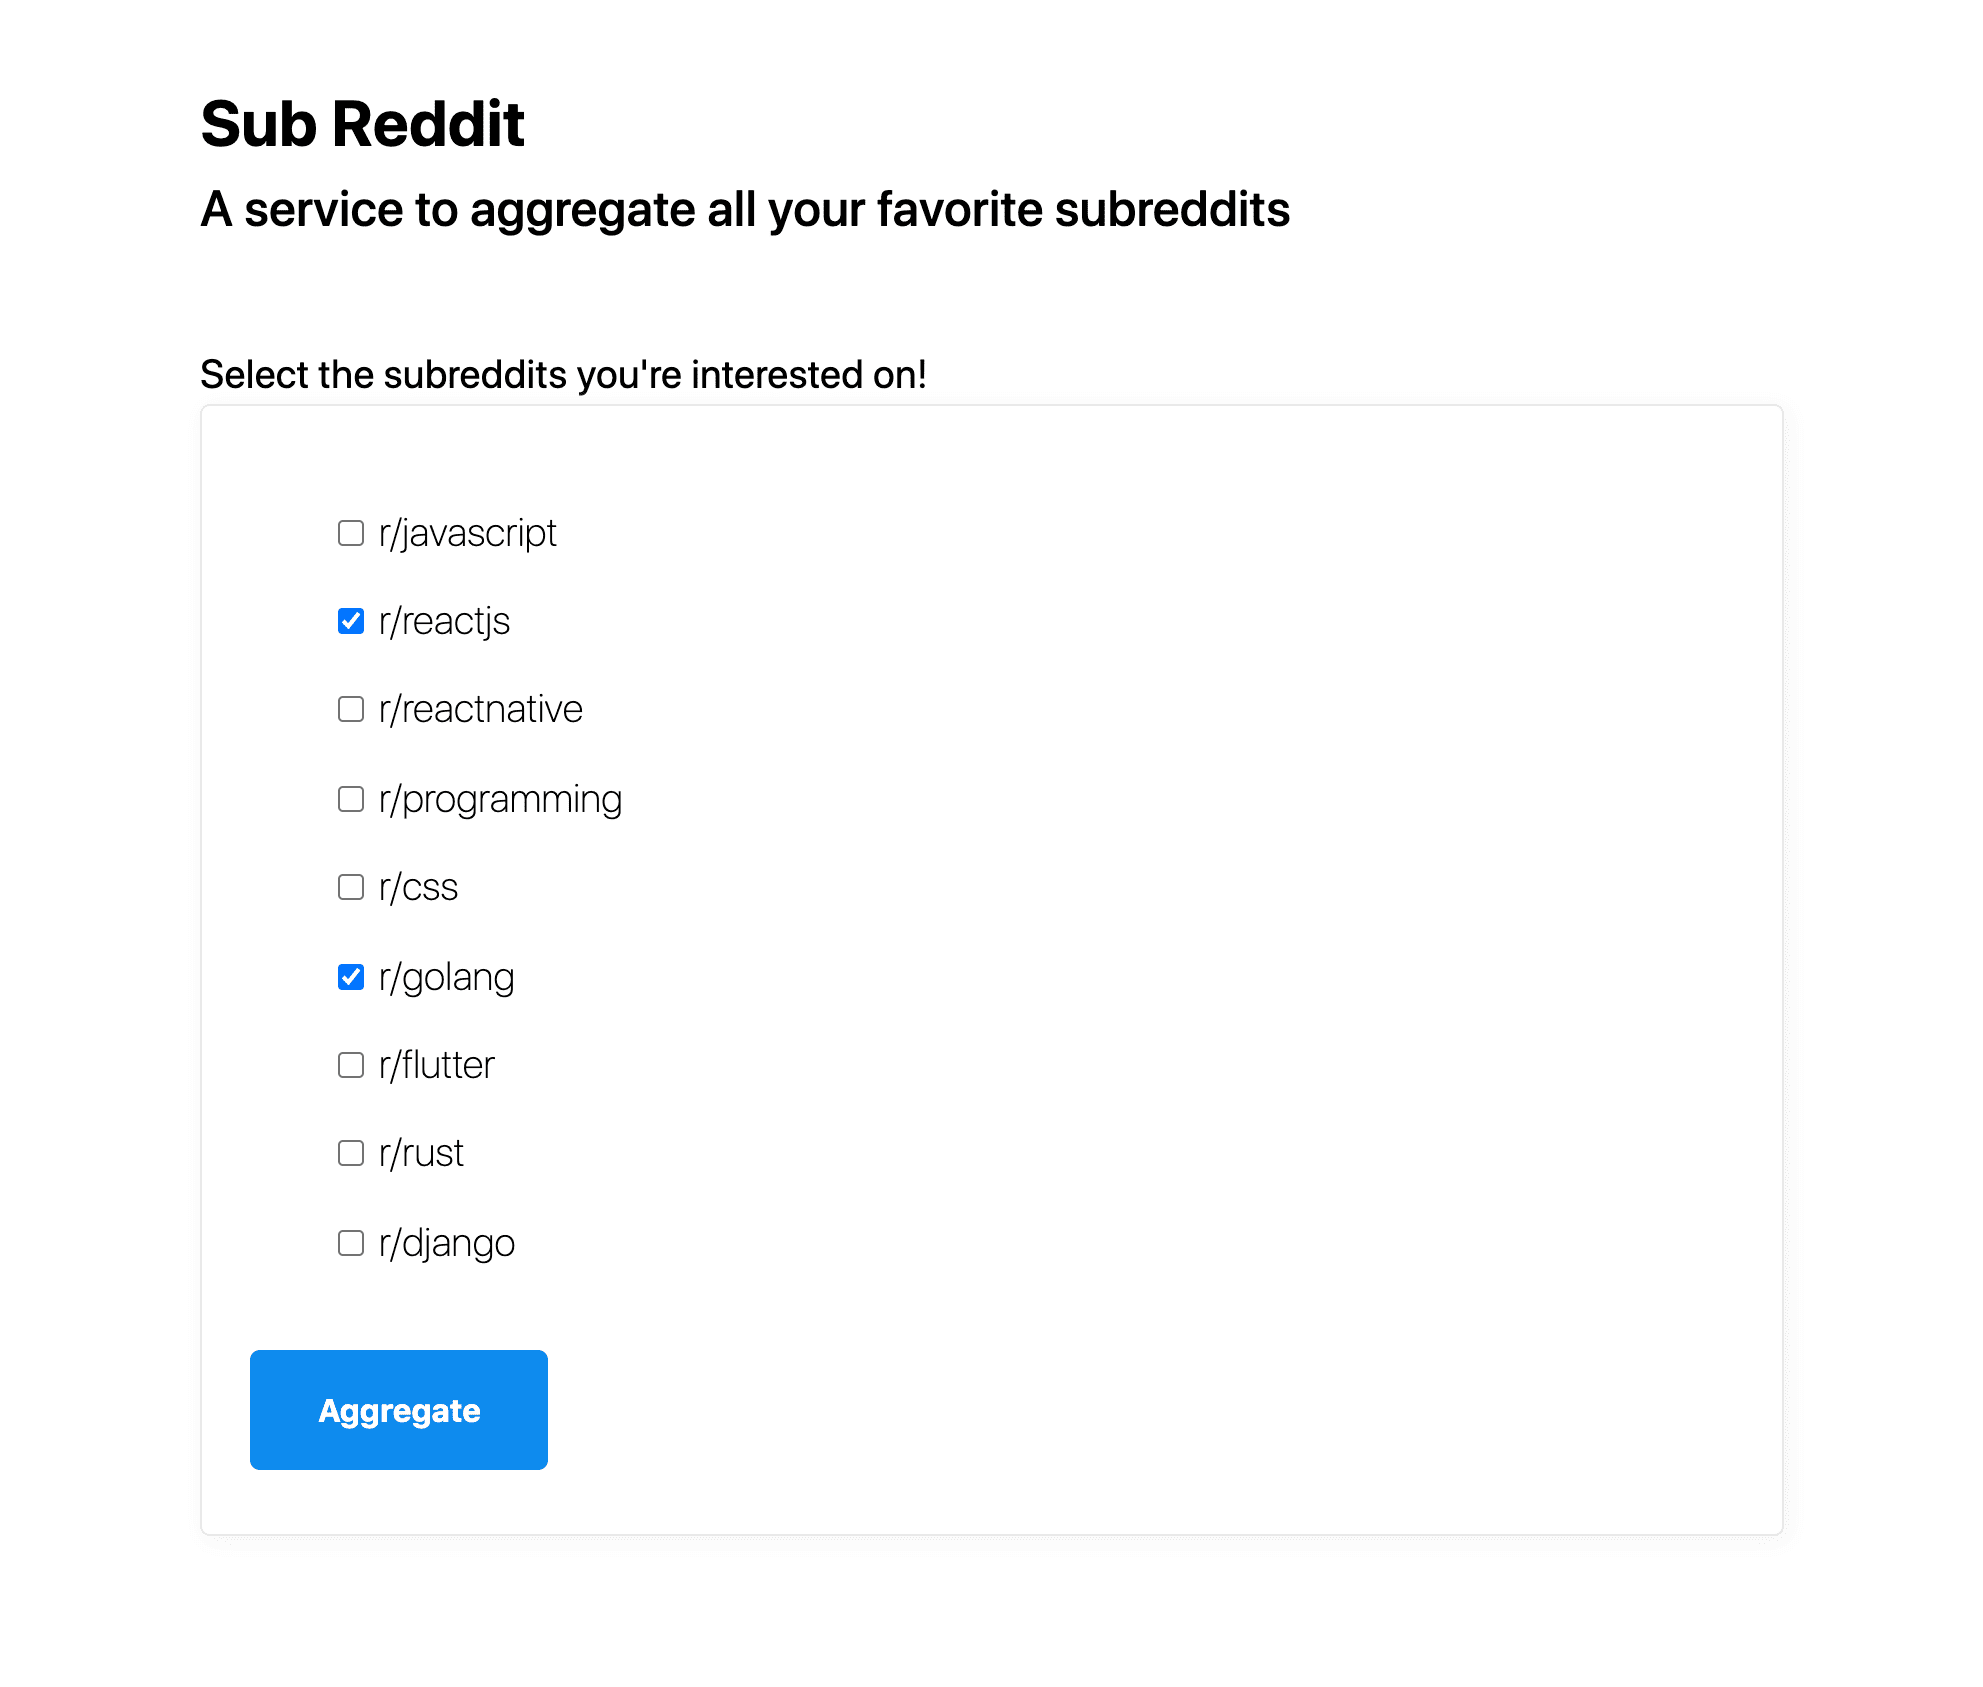 Sub Reddit
A service to aggregate all your favorite subreddits
Select the subreddits you're interested on!
r/javascript
r/reactjs
r/reactnative
r/programming
r/css
r/golang
r/flutter
r/rust
r/django
Aggregate